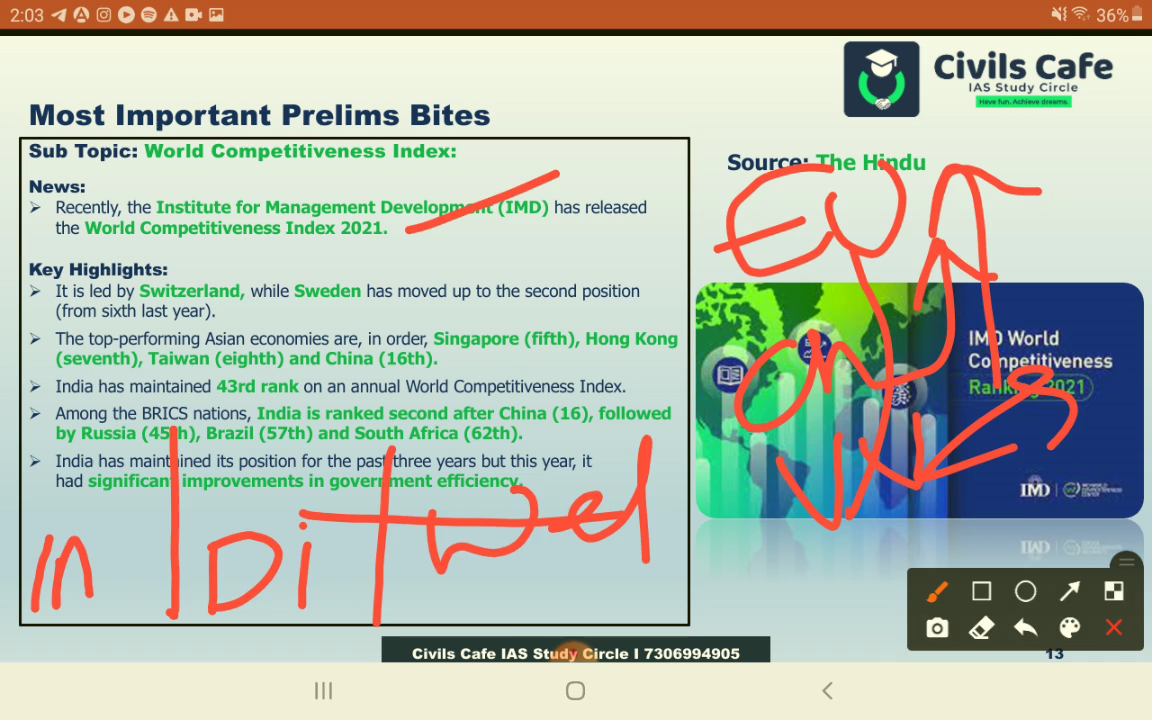 2:03
36%
Civils Cafe
IAS Study Circle
Have fun. Achieve dreams.
Most Important Prelims Bites
Sub Topic: World Competitiveness Index:
Source: The Hindu
News:
➢ Recently, the Institute for Management Development (IMD) has released
the World Competitiveness Index 2021.
Key Highlights:
➢ It is led by Switzerland, while Sweden has moved up to the second position
(from sixth last year).
➢ The top-performing Asian economies are, in order, Singapore (fifth), Hong Kong
(seventh), Taiwan (eighth) and China (16th).
➢ India has maintained 43rd rank on an annual World Competitiveness Index.
➢ Among the BRICS nations, India is ranked second after China (16), followed
by Russia (45th), Brazil (57th) and South Africa (62th).
➢ India has maintained its position for the past three years but this year, it
had significant improvements in government efficiency.
IMD World
Competitiveness
Ranking 2021
IMD
Civils Cafe IAS Study Circle I 7306994905
13